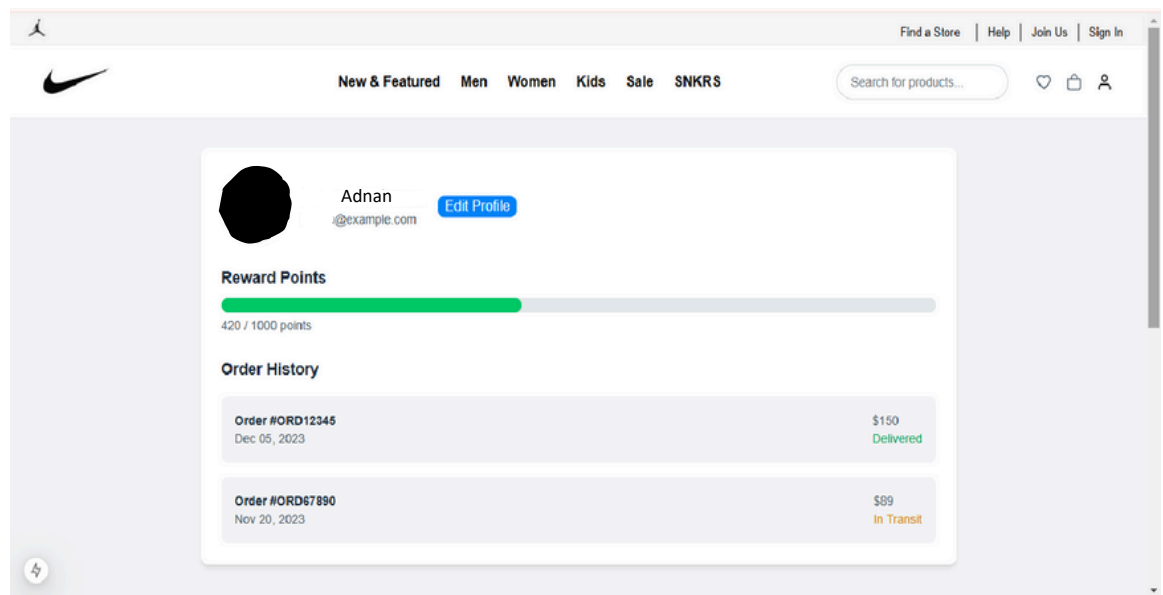 Find a Store | Help | Join Us | Sign In
New & Featured Men Women Kids Sale SNKRS Search for products...
Adnan
@example.com
Edit Profile
Reward Points
420 / 1000 points
Order History
Order #ORD12345 $150
Dec 05, 2023 Delivered
Order #ORD67890 $89
Nov 20, 2023 In Transit